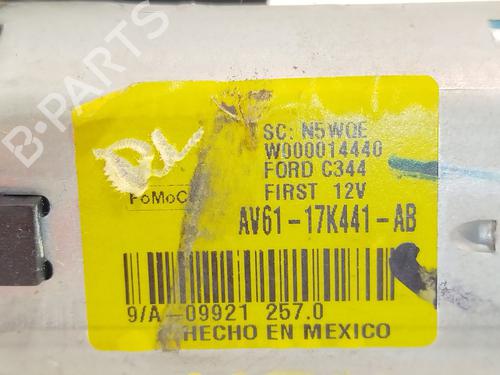 B-PARTS
SC: N5WQE
W000014440
FORD C344
FIRST 12V
FoMoCo
AV61-17K441-AB
9/A-09921 257.0
HECHO EN MEXICO